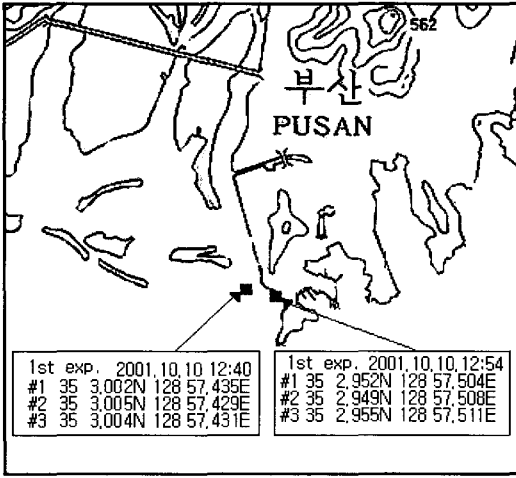 562
부산
PUSAN
1st exp. 2001.10.10 12:40
#1 35 3.002N 128 57.435E
#2 35 3.005N 128 57.429E
#3 35 3.004N 128 57.431E
1st exp. 2001.10.10.12:54
#1 35 2.952N 128 57.504E
#2 35 2.949N 128 57.508E
#3 35 2.955N 128 57.511E